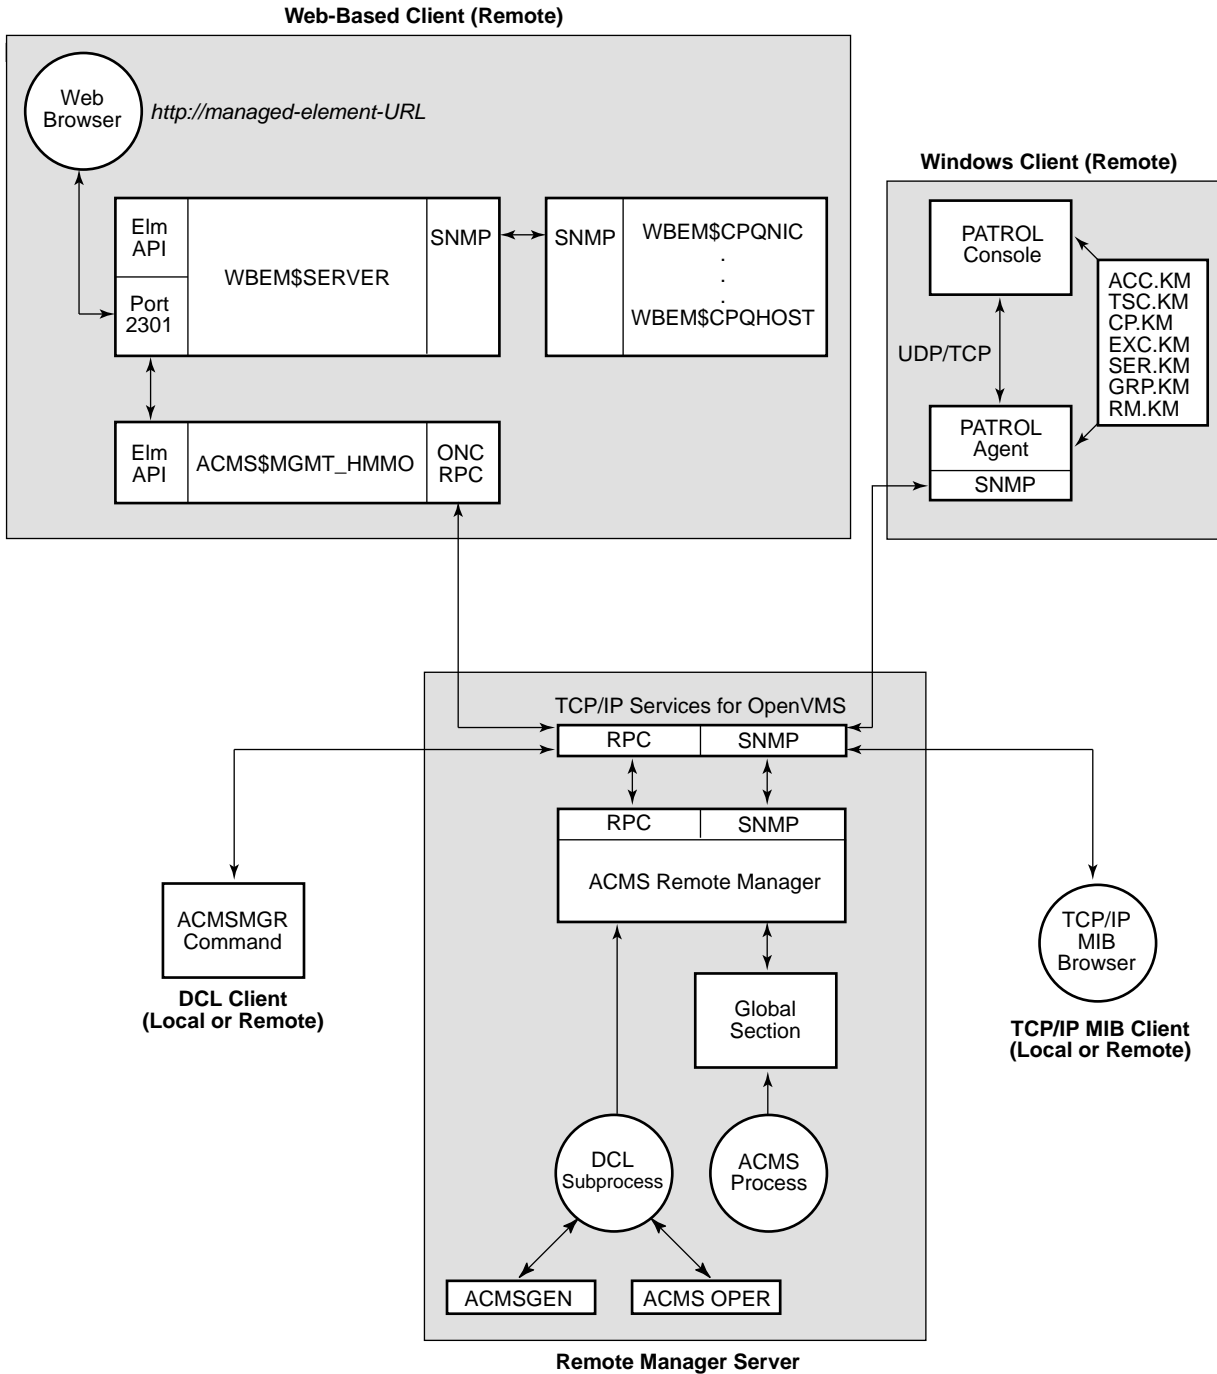 Web-Based Client (Remote)
Web
Browser
http://managed-element-URL
Elm
API
Port
2301
WBEM$SERVER
SNMP
SNMP
WBEM$CPQNIC
.
.
.
WBEM$CPQHOST
Elm
API
ACMS$MGMT_HMMO
ONC
RPC
Windows Client (Remote)
PATROL
Console
UDP/TCP
ACC.KM
TSC.KM
CP.KM
EXC.KM
SER.KM
GRP.KM
RM.KM
PATROL
Agent
SNMP
TCP/IP Services for OpenVMS
RPC
SNMP
RPC
SNMP
ACMS Remote Manager
ACMSMGR
Command
DCL Client
(Local or Remote)
TCP/IP
MIB
Browser
TCP/IP MIB Client
(Local or Remote)
Global
Section
DCL
Subprocess
ACMS
Process
ACMSGEN
ACMS OPER
Remote Manager Server